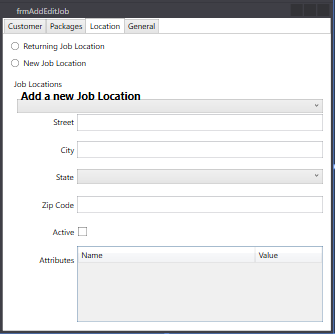 frmAddEditJob
Customer Packages Location General
Returning Job Location
New Job Location
Job Locations
Add a new Job Location
Street
City
State
Zip Code
Active
Attributes Name Value